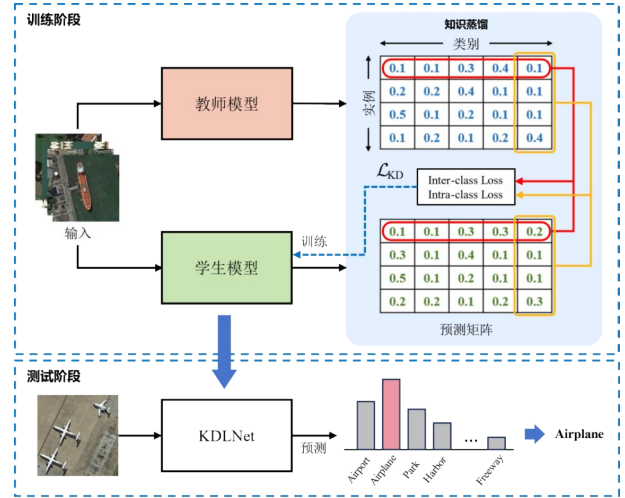 训练阶段
知识蒸馏
类别
实例
0.1 0.1 0.3 0.4 0.1
0.2 0.2 0.4 0.1 0.1
0.5 0.1 0.2 0.1 0.1
0.1 0.2 0.1 0.2 0.4
教师模型
输入
ℒKD
Inter-class Loss
Intra-class Loss
训练
学生模型
0.1 0.1 0.3 0.3 0.2
0.3 0.1 0.4 0.1 0.1
0.5 0.1 0.2 0.1 0.1
0.2 0.2 0.1 0.2 0.3
预测矩阵
测试阶段
KDLNet
预测
Airport
Airplane
Park
Harbor
...
Freeway
Airplane